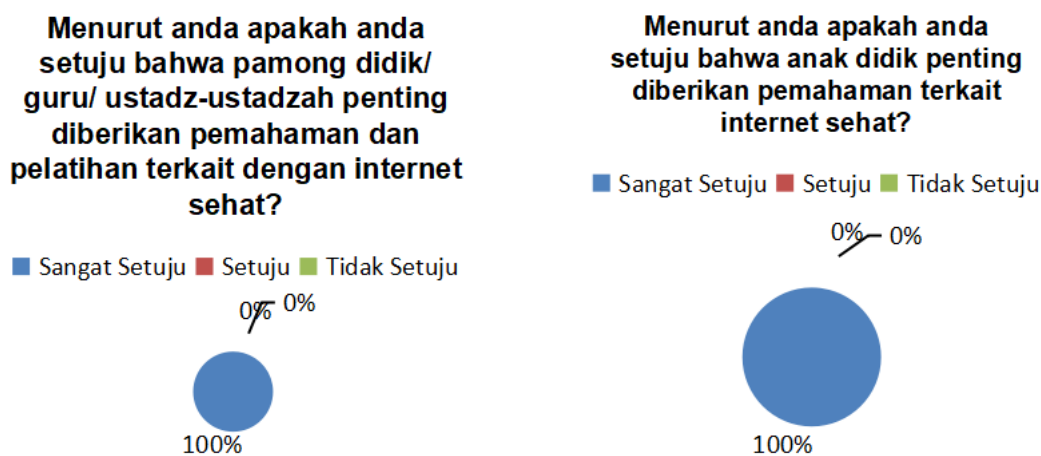 Menurut anda apakah anda
setuju bahwa pamong didik/
guru/ ustadz-ustadzah penting
diberikan pemahaman dan
pelatihan terkait dengan internet
sehat?
Sangat Setuju Setuju Tidak Setuju
0% 0%
100%
Menurut anda apakah anda
setuju bahwa anak didik penting
diberikan pemahaman terkait
internet sehat?
Sangat Setuju Setuju Tidak Setuju
0% 0%
100%